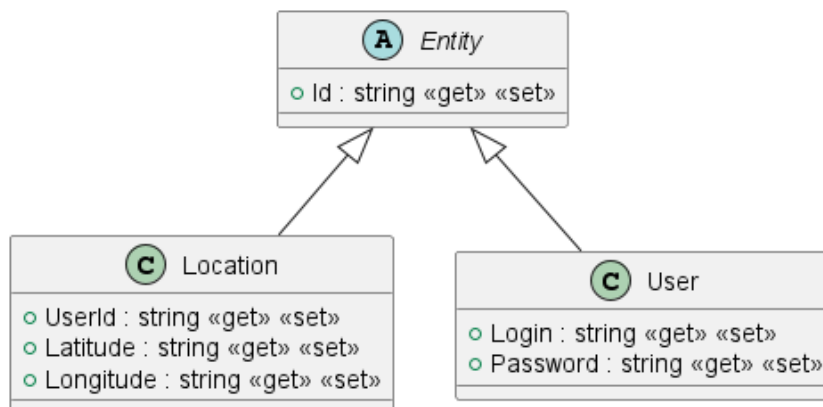 A Entity
Id : string «get» «set»
C Location
UserId : string «get» «set»
Latitude : string «get» «set»
Longitude : string «get» «set»
C User
Login : string «get» «set»
Password : string «get» «set»